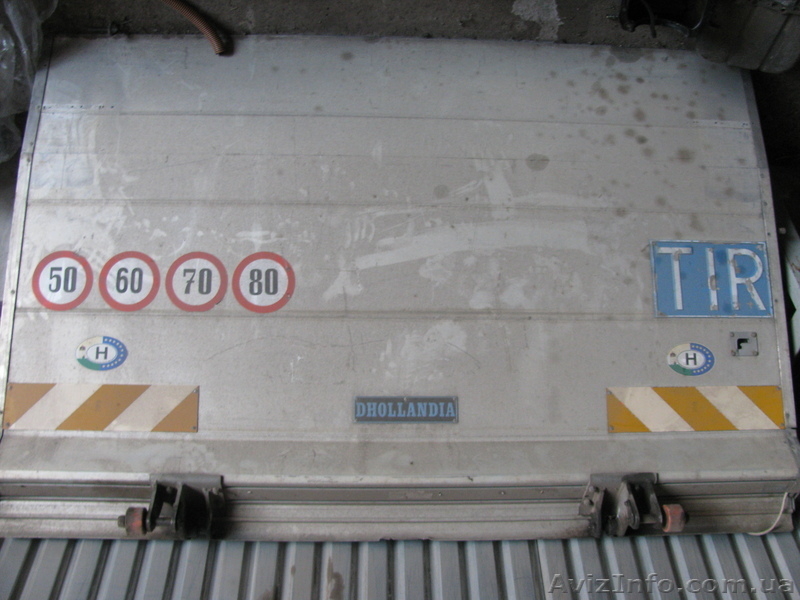 50 60 70 80
TIR
H
H
F
DHOLLANDIA
AvizInfo.com.ua